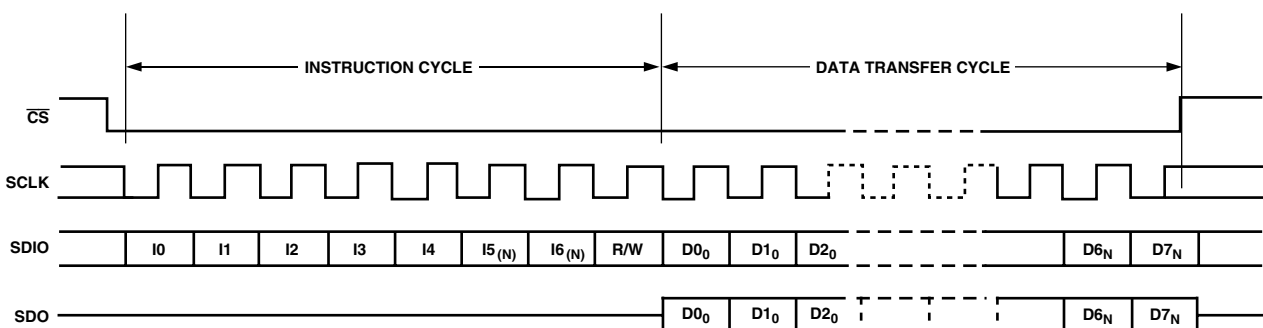 INSTRUCTION CYCLE DATA TRANSFER CYCLE
CS
SCLK
SDIO I0 I1 I2 I3 I4 I5(N) I6(N) R/W D00 D10 D20 D6N D7N
SDO D00 D10 D20 D6N D7N